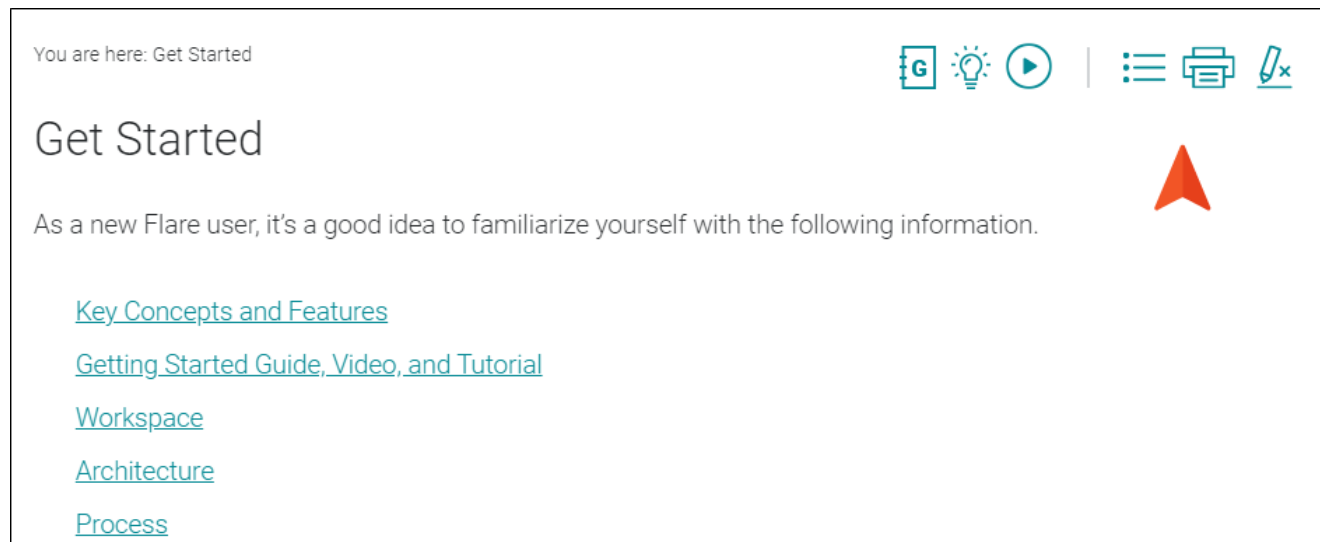 You are here: Get Started
G
Get Started
As a new Flare user, it’s a good idea to familiarize yourself with the following information.
Key Concepts and Features
Getting Started Guide, Video, and Tutorial
Workspace
Architecture
Process